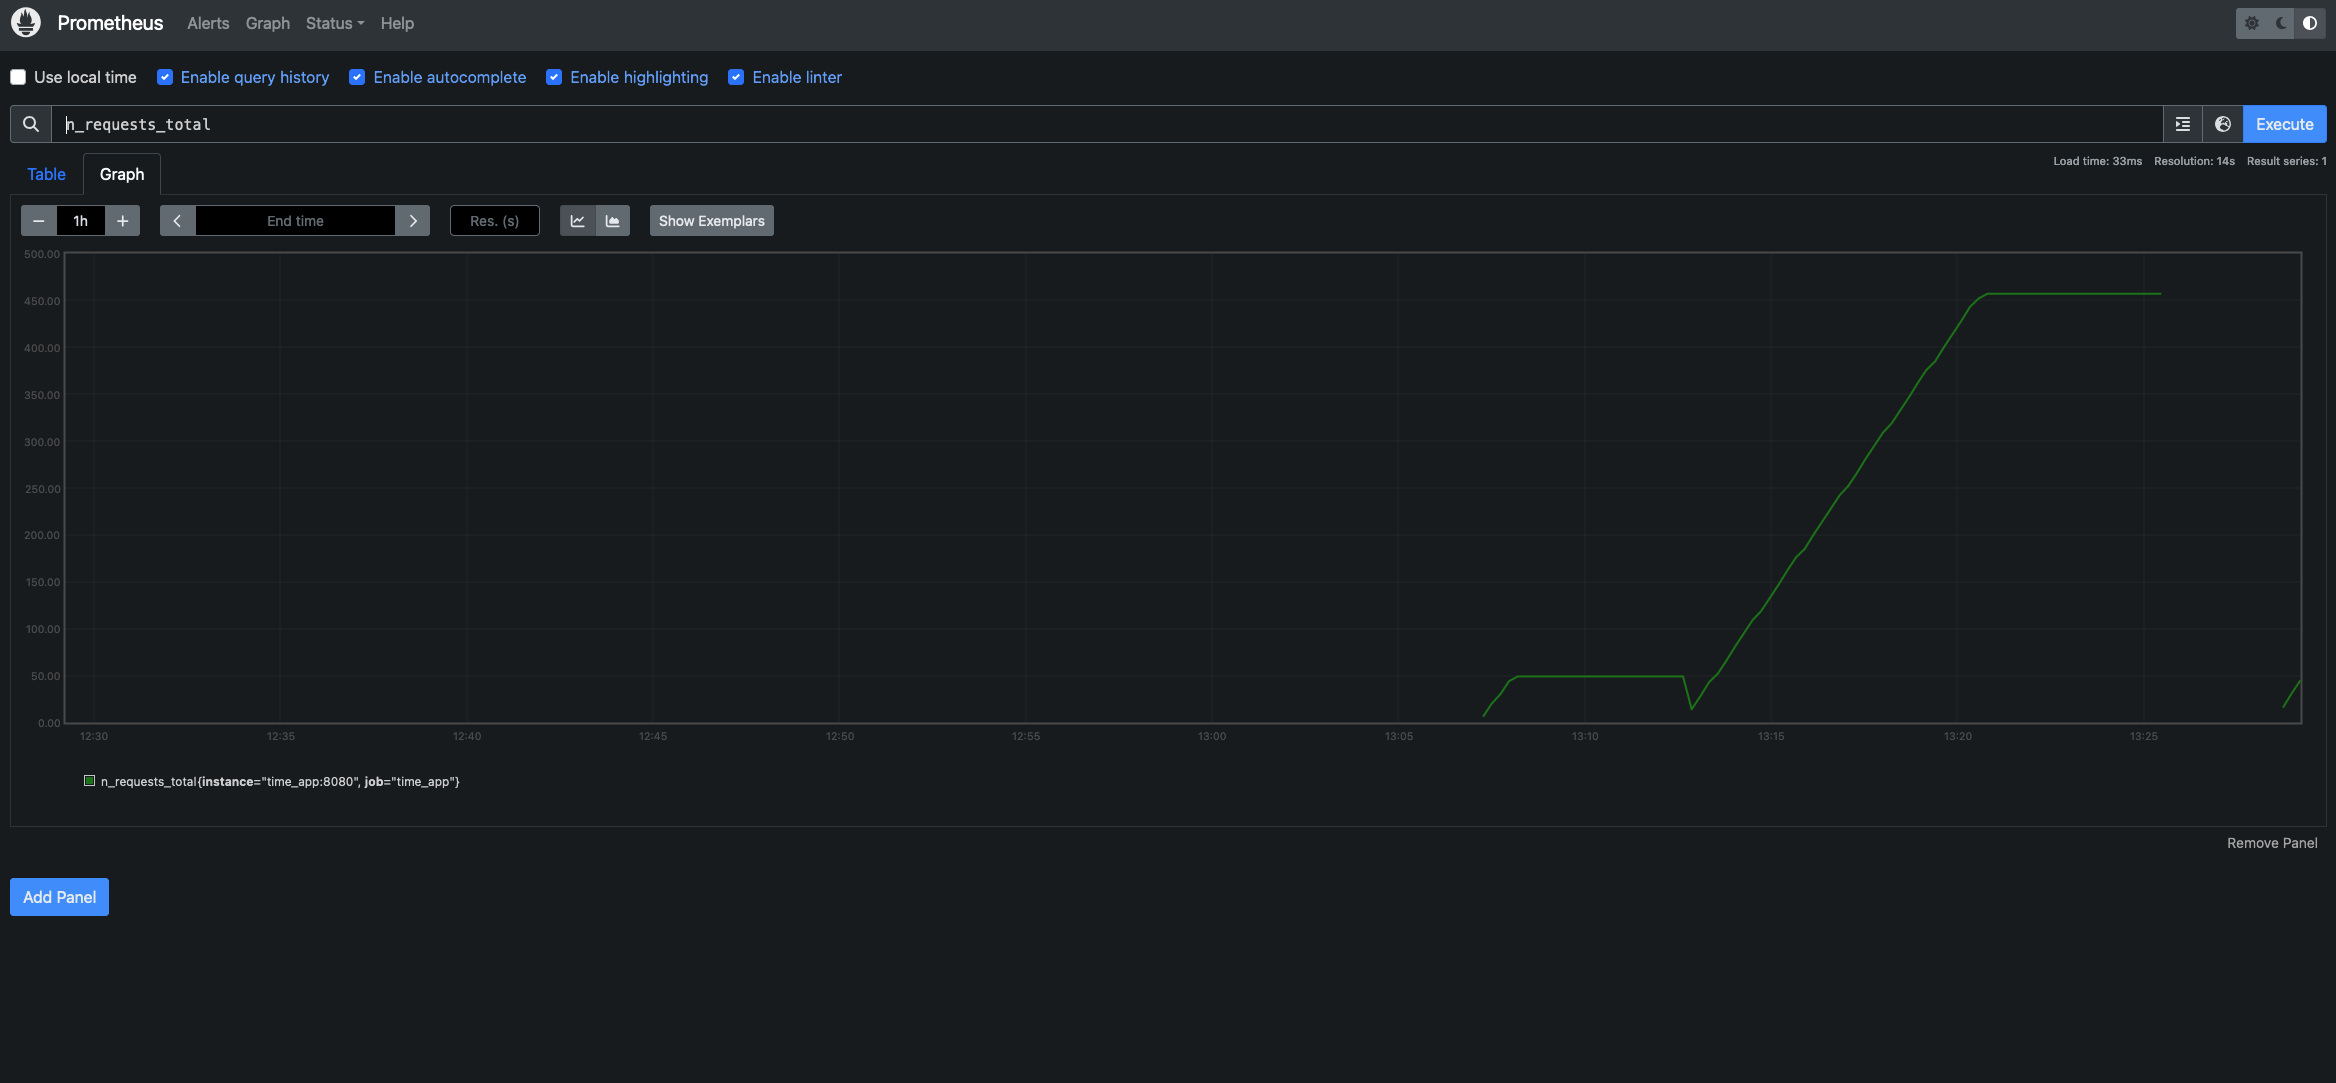 Prometheus Alerts Graph Status Help
Use local time Enable query history Enable autocomplete Enable highlighting Enable linter
n_requests_total Execute
Table Graph
Load time: 33ms Resolution: 14s Result series: 1
1h End time Res. (s) Show Exemplars
500.00
450.00
400.00
350.00
300.00
250.00
200.00
150.00
100.00
50.00
0.00
12:30 12:35 12:40 12:45 12:50 12:55 13:00 13:05 13:10 13:15 13:20 13:25
n_requests_total{instance="time_app:8080", job="time_app"}
Remove Panel
Add Panel